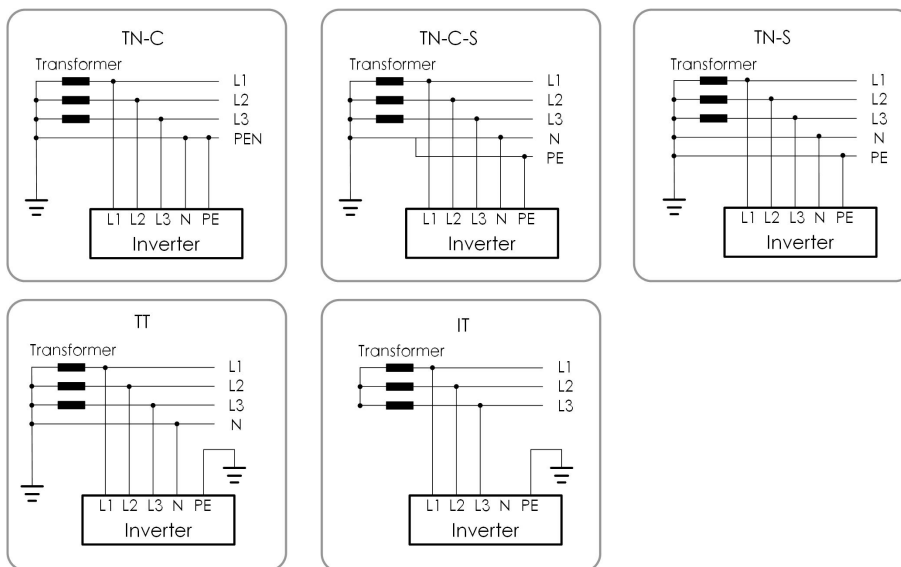 TN-C
Transformer
L1
L2
L3
PEN
L1 L2 L3 N PE
Inverter
TN-C-S
Transformer
L1
L2
L3
N
PE
L1 L2 L3 N PE
Inverter
TN-S
Transformer
L1
L2
L3
N
PE
L1 L2 L3 N PE
Inverter
TT
Transformer
L1
L2
L3
N
L1 L2 L3 N PE
Inverter
IT
Transformer
L1
L2
L3
L1 L2 L3 N PE
Inverter